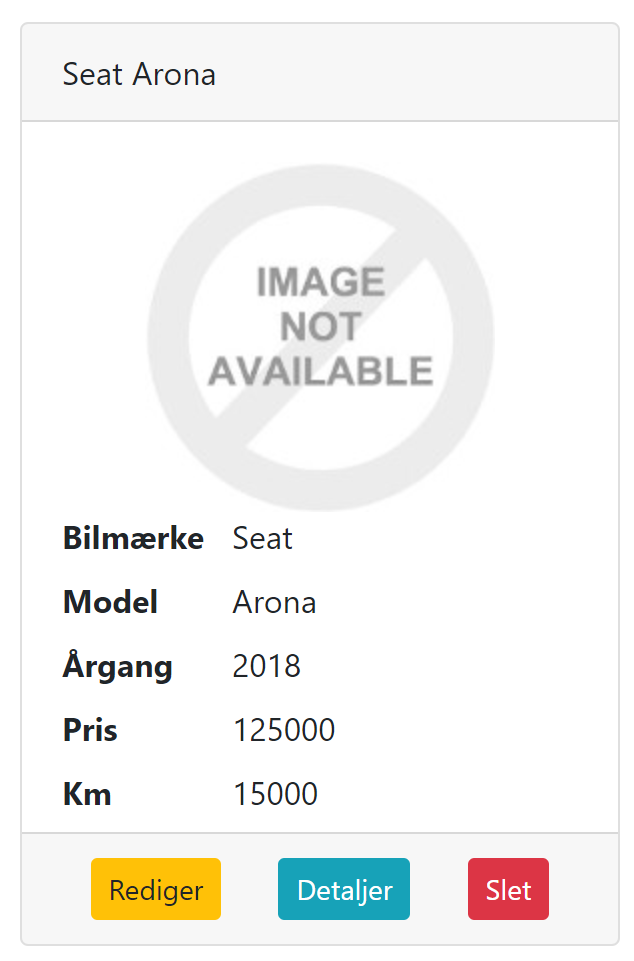 Seat Arona
IMAGE
NOT
AVAILABLE
Bilmærke Seat
Model Arona
Årgang 2018
Pris 125000
Km 15000
Rediger Detaljer Slet